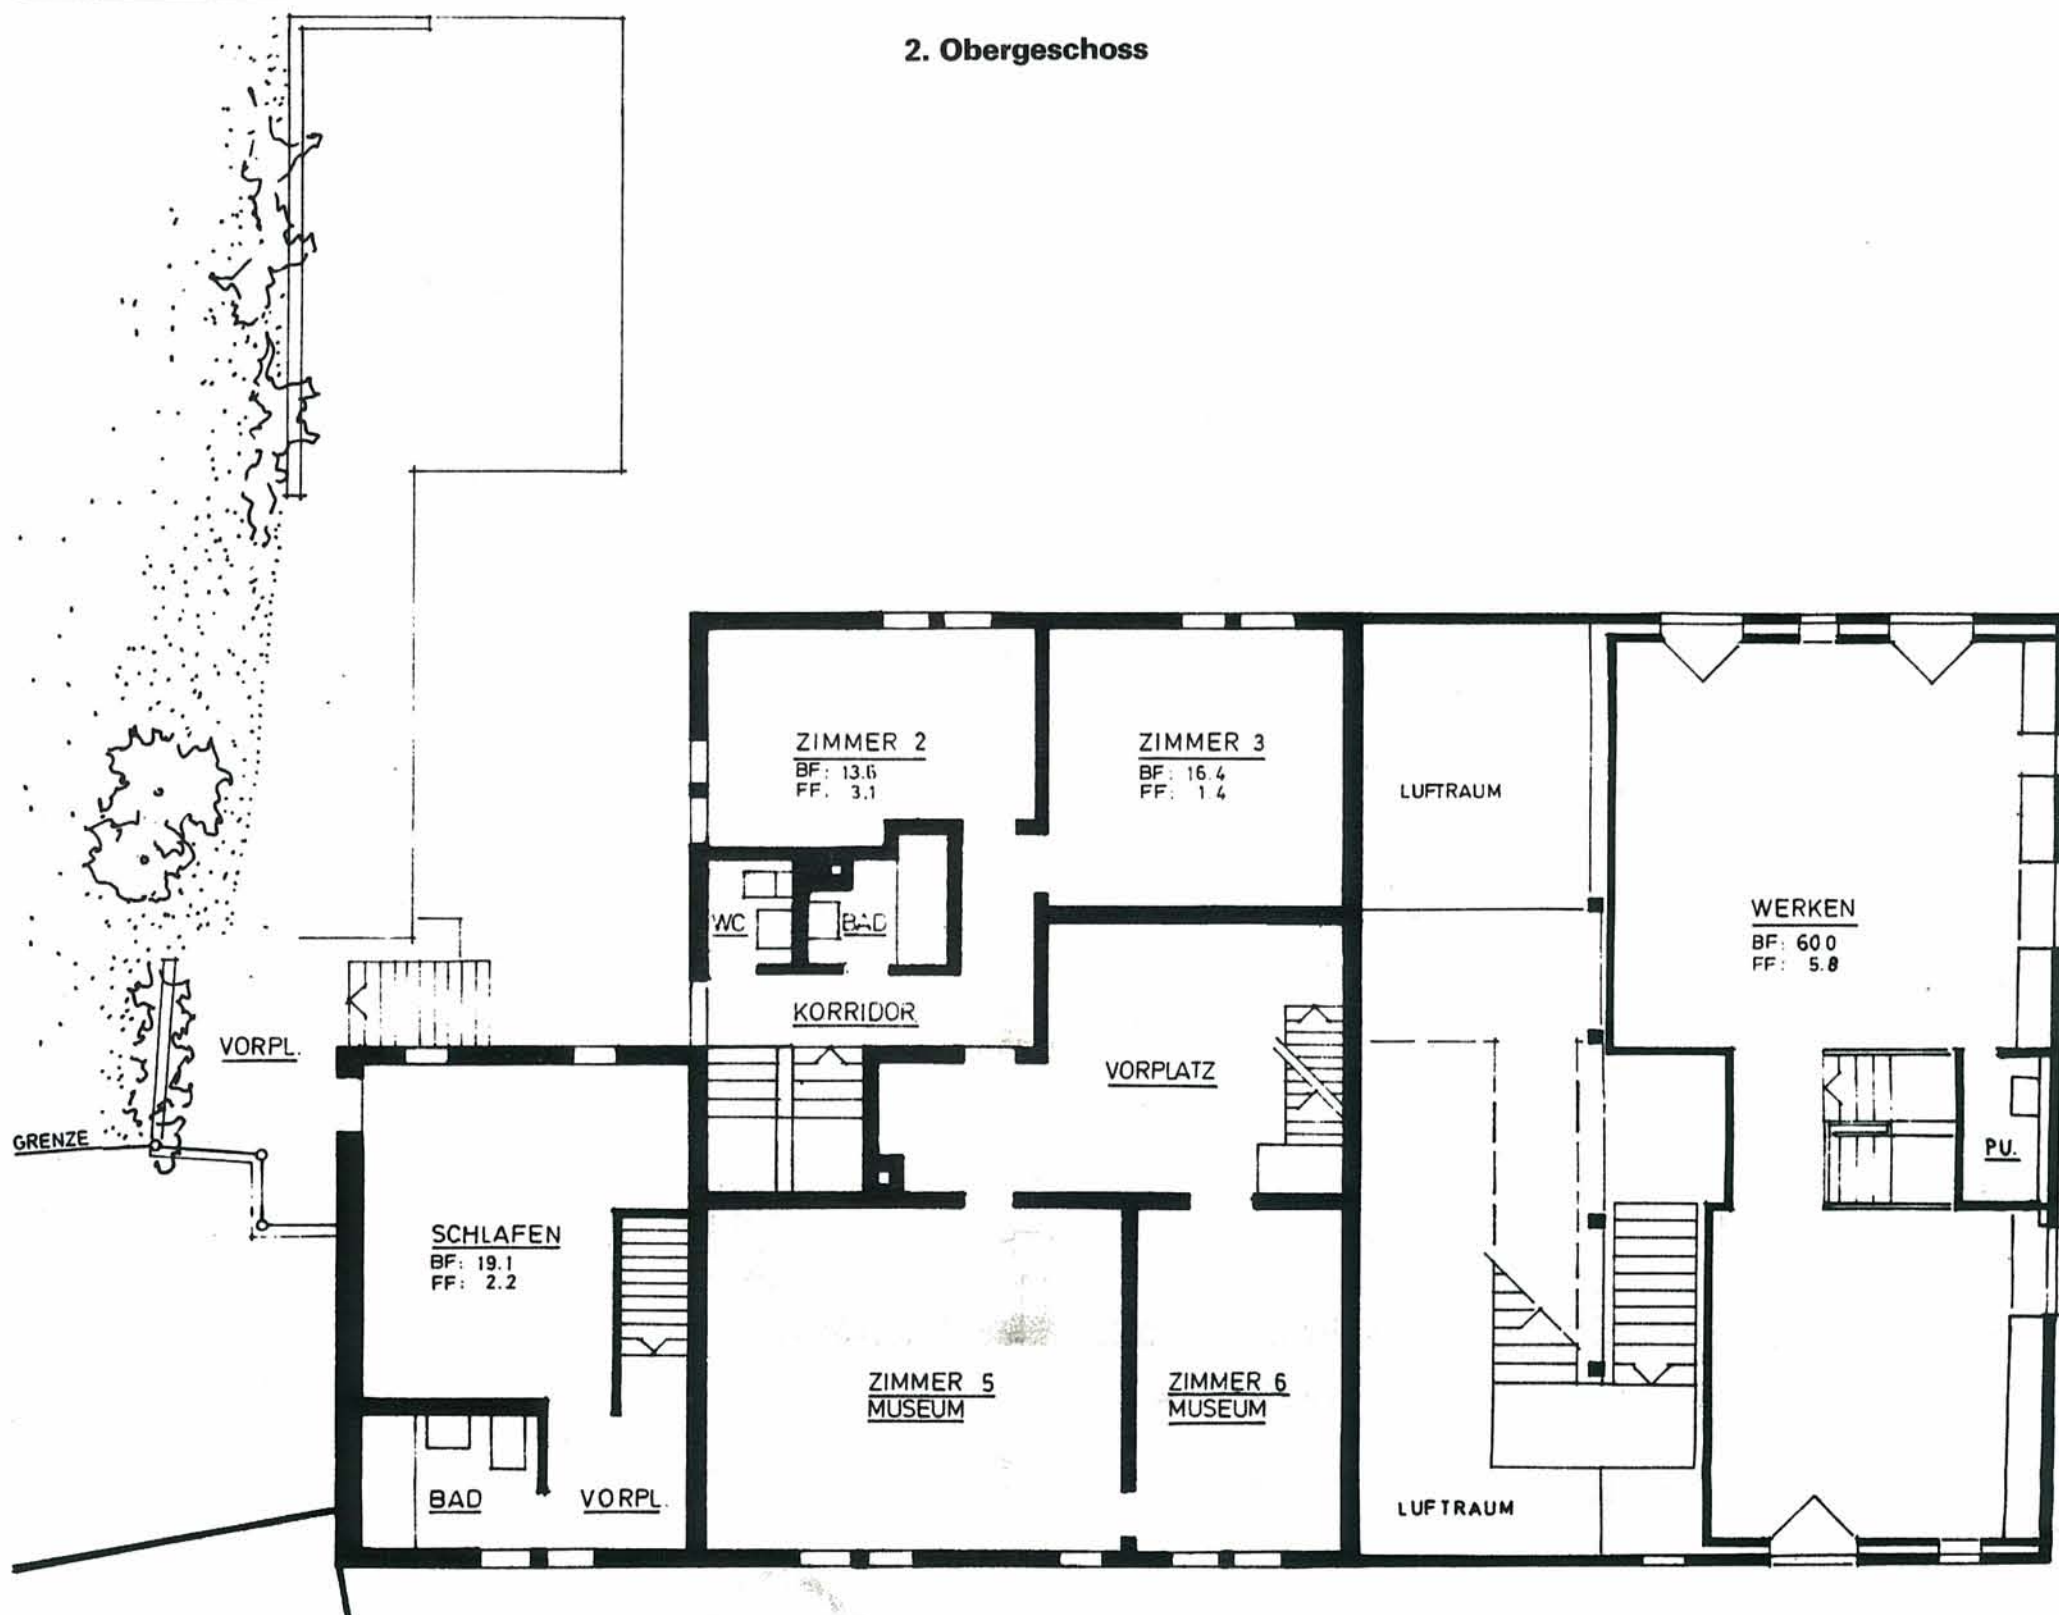 2. Obergeschoss
ZIMMER 2
BF: 13.6
FF. 3.1
ZIMMER 3
BF: 16.4
FF: 1.4
LUFTRAUM
WERKEN
BF: 60 0
FF: 5.8
WC
BAD
KORRIDOR
VORPL.
VORPLATZ
GRENZE
PU.
SCHLAFEN
BF: 19.1
FF: 2.2
ZIMMER 5
MUSEUM
ZIMMER 6
MUSEUM
BAD
VORPL.
LUFTRAUM